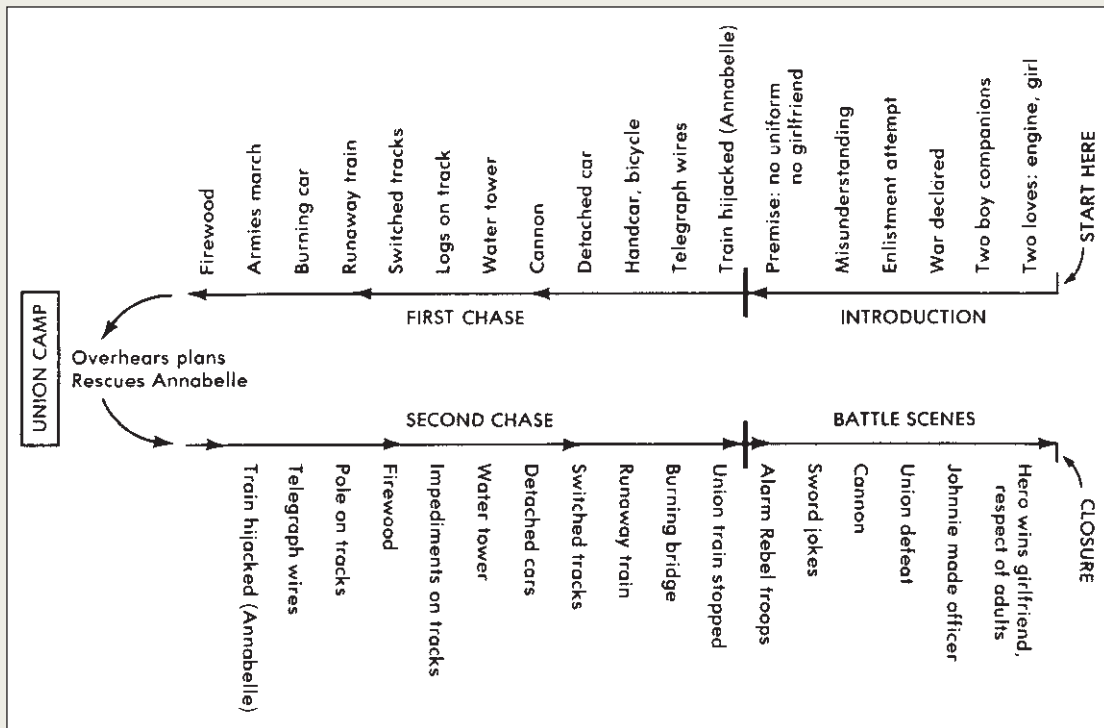 START HERE
Two loves: engine, girl
Two boy companions
War declared
Enlistment attempt
Misunderstanding
Premise: no uniform
no girlfriend
INTRODUCTION
Train hijacked (Annabelle)
Telegraph wires
Handcar, bicycle
Detached car
Cannon
Water tower
Logs on track
Switched tracks
Runaway train
Burning car
Armies march
Firewood
FIRST CHASE
UNION CAMP
Overhears plans
Rescues Annabelle
SECOND CHASE
Train hijacked (Annabelle)
Telegraph wires
Pole on tracks
Firewood
Impediments on tracks
Water tower
Detached cars
Switched tracks
Runaway train
Burning bridge
Union train stopped
BATTLE SCENES
Alarm Rebel troops
Sword jokes
Cannon
Union defeat
Johnnie made officer
Hero wins girlfriend,
respect of adults
CLOSURE